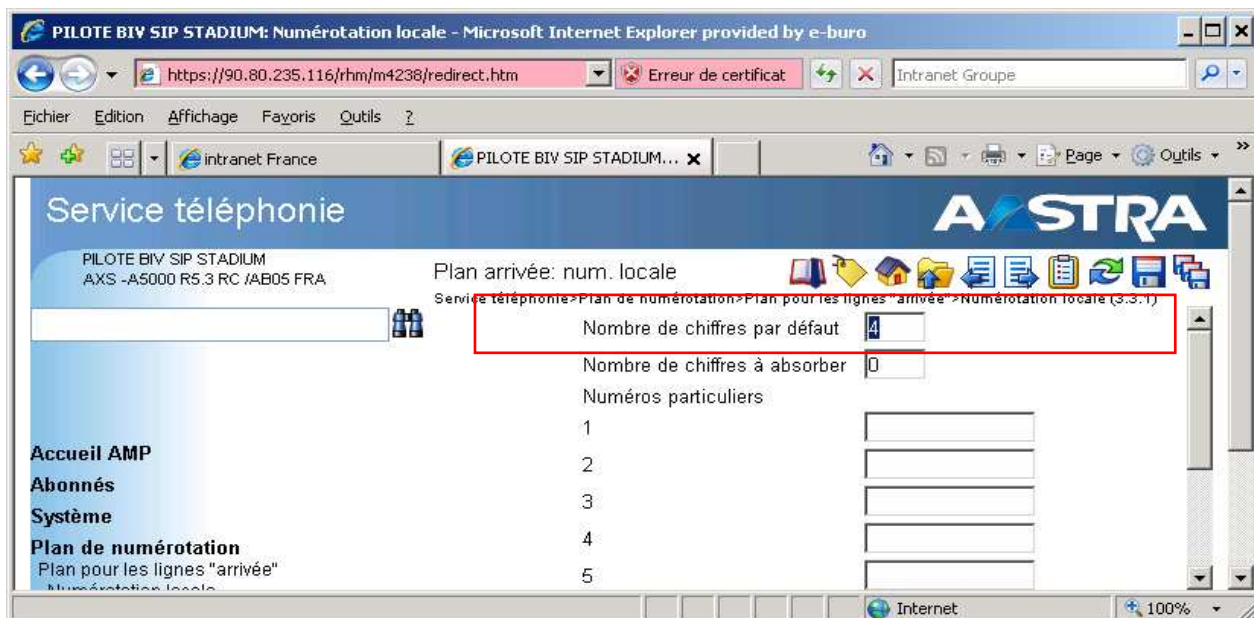 PILOTE BIV SIP STADIUM: Numérotation locale - Microsoft Internet Explorer provided by e-buro
https://90.80.235.116/rhm/m4238/redirect.htm Erreur de certificat Intranet Groupe
Fichier Edition Affichage Favoris Outils ?
intranet France PILOTE BIV SIP STADIUM... Page Outils »
Service téléphonie AASTRA
PILOTE BIV SIP STADIUM
AXS -A5000 R5.3 RC /AB05 FRA
Plan arrivée: num. locale
Service téléphonie>Plan de numérotation>Plan pour les lignes "arrivée">Numérotation locale (3.3.1)
Nombre de chiffres par défaut 4
Nombre de chiffres à absorber 0
Numéros particuliers
1
2
3
4
5
Accueil AMP
Abonnés
Système
Plan de numérotation
Plan pour les lignes "arrivée"
Numérotation locale
Internet 100%